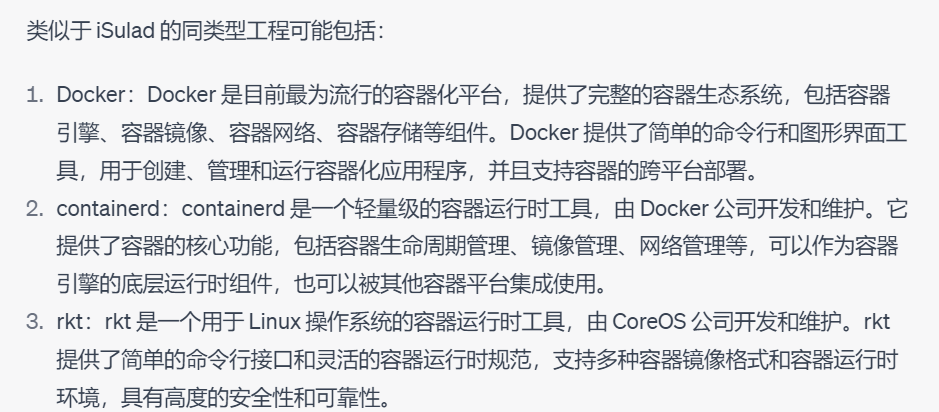 类似于 iSulad 的同类型工程可能包括：
1. Docker：Docker 是目前最为流行的容器化平台，提供了完整的容器生态系统，包括容器
引擎、容器镜像、容器网络、容器存储等组件。Docker 提供了简单的命令行和图形界面工
具，用于创建、管理和运行容器化应用程序，并且支持容器的跨平台部署。
2. containerd：containerd 是一个轻量级的容器运行时工具，由 Docker 公司开发和维护。它
提供了容器的核心功能，包括容器生命周期管理、镜像管理、网络管理等，可以作为容器
引擎的底层运行时组件，也可以被其他容器平台集成使用。
3. rkt：rkt 是一个用于 Linux 操作系统的容器运行时工具，由 CoreOS 公司开发和维护。rkt
提供了简单的命令行接口和灵活的容器运行时规范，支持多种容器镜像格式和容器运行时
环境，具有高度的安全性和可靠性。